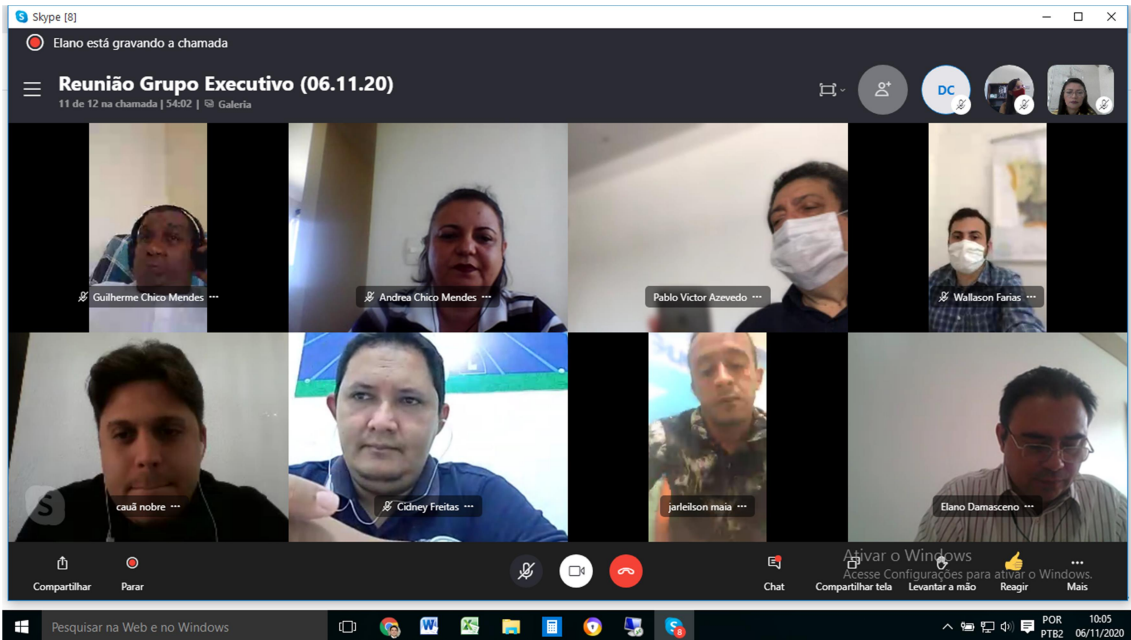 Skype [8]
Elano está gravando a chamada
Reunião Grupo Executivo (06.11.20)
11 de 12 na chamada | 54:02 | Galeria
DC
Guilherme Chico Mendes
Andrea Chico Mendes
Pablo Victor Azevedo
Wallason Farias
cauã nobre
Cidney Freitas
jarleilson maia
Elano Damasceno
Compartilhar
Parar
Chat
Compartilhar tela
Levantar a mão
Reagir
Mais
Ativar o Windows
Acesse Configurações para ativar o Windows.
Pesquisar na Web e no Windows
8
POR
PTB2
10:05
06/11/2020